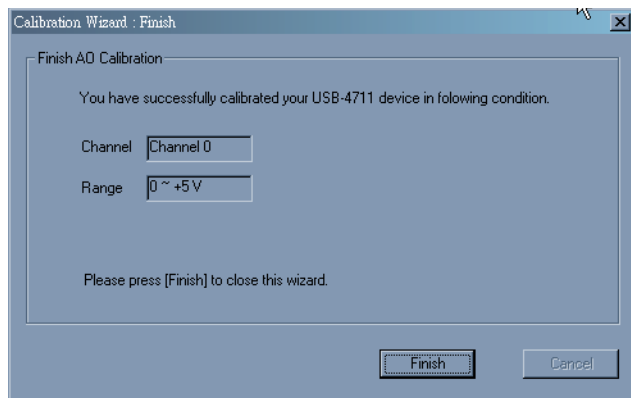 Calibration Wizard : Finish
Finish AO Calibration
You have successfully calibrated your USB-4711 device in folowing condition.
Channel Channel 0
Range 0 ~ +5 V
Please press [Finish] to close this wizard.
Finish Cancel